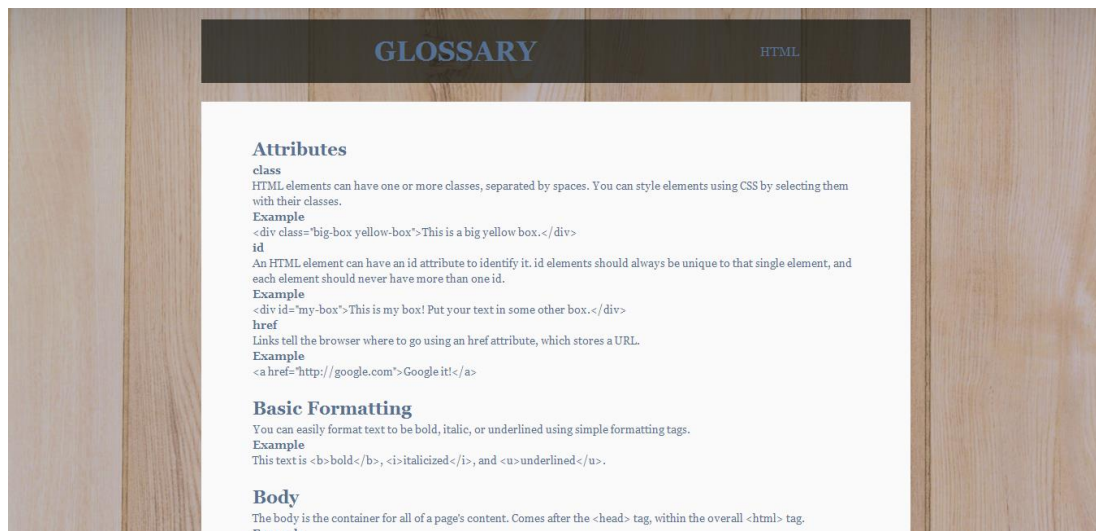 GLOSSARY
HTML
Attributes
class
HTML elements can have one or more classes, separated by spaces. You can style elements using CSS by selecting them
with their classes.
Example
<div class="big-box yellow-box">This is a big yellow box.</div>
id
An HTML element can have an id attribute to identify it. id elements should always be unique to that single element, and
each element should never have more than one id.
Example
<div id="my-box">This is my box! Put your text in some other box.</div>
href
Links tell the browser where to go using an href attribute, which stores a URL.
Example
<a href="http://google.com">Google it!</a>
Basic Formatting
You can easily format text to be bold, italic, or underlined using simple formatting tags.
Example
This text is <b>bold</b>, <i>italicized</i>, and <u>underlined</u>.
Body
The body is the container for all of a page's content. Comes after the <head> tag, within the overall <html> tag.